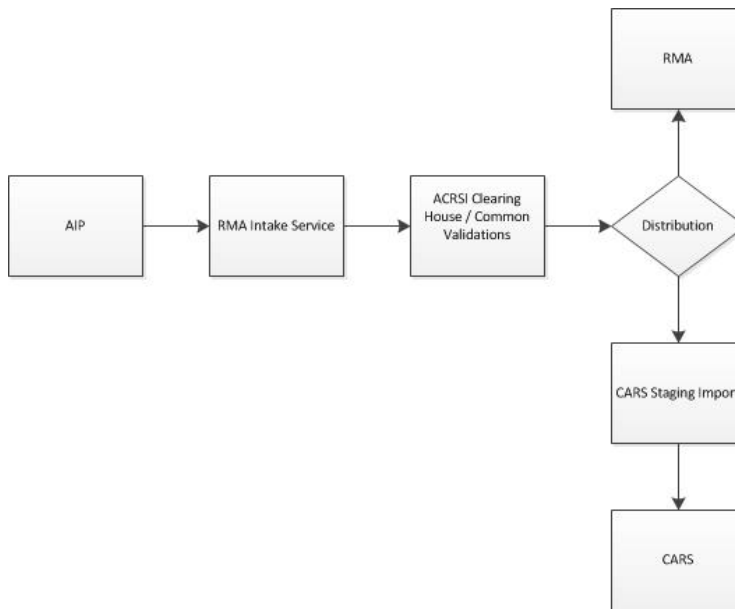 RMA
AIP
RMA Intake Service
ACRSI Clearing
House / Common
Validations
Distribution
CARS Staging Impor
CARS